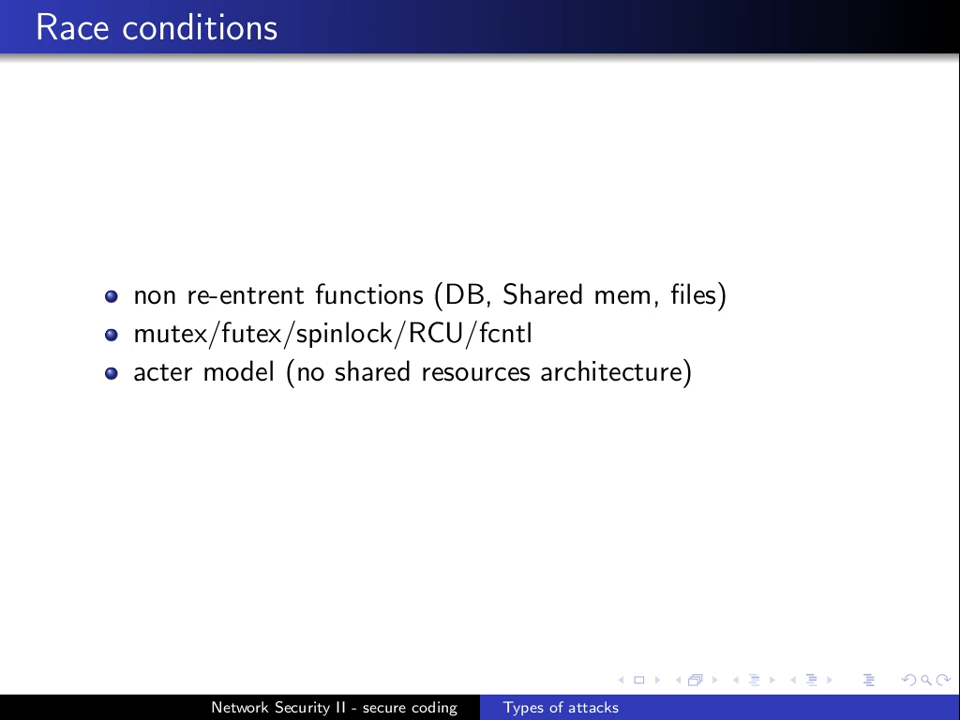 Race conditions
non re-entrent functions (DB, Shared mem, files)
mutex/futex/spinlock/RCU/fcntl
acter model (no shared resources architecture)
Network Security II - secure coding
Types of attacks